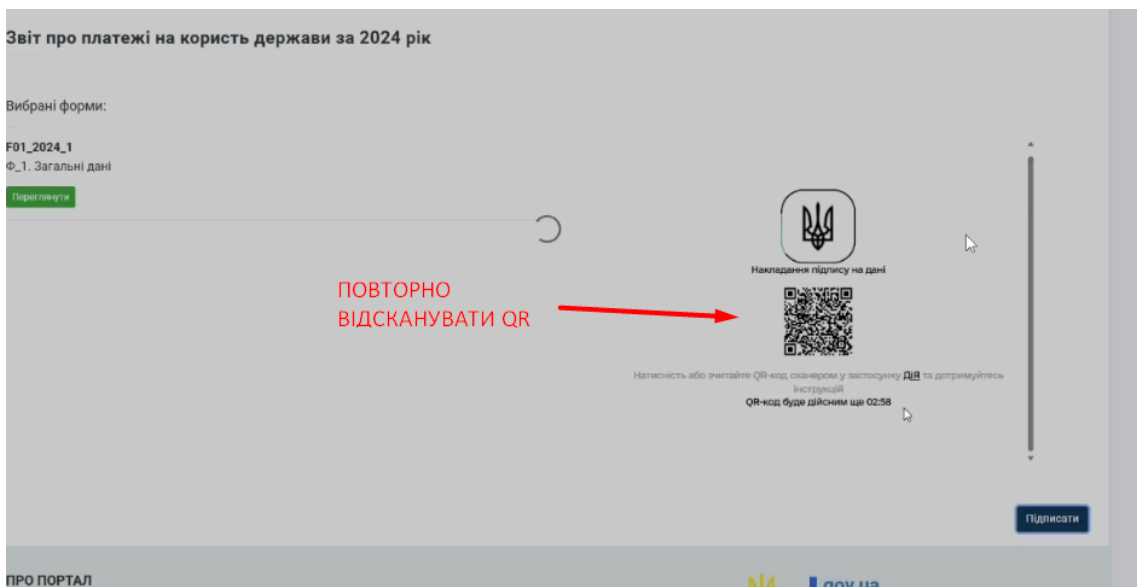 Звіт про платежі на користь держави за 2024 рік
Вибрані форми:
F01_2024_1
Ф_1. Загальні дані
Переглянути
Накладання підпису на дані
ПОВТОРНО
ВІДСКАНУВАТИ QR
Натисність або зчитайте QR-код сканером у застосунку Дія та дотримуйтесь
інструкцій
QR-код буде дійсним ще 02:58
Підписати
ПРО ПОРТАЛ
gov.ua